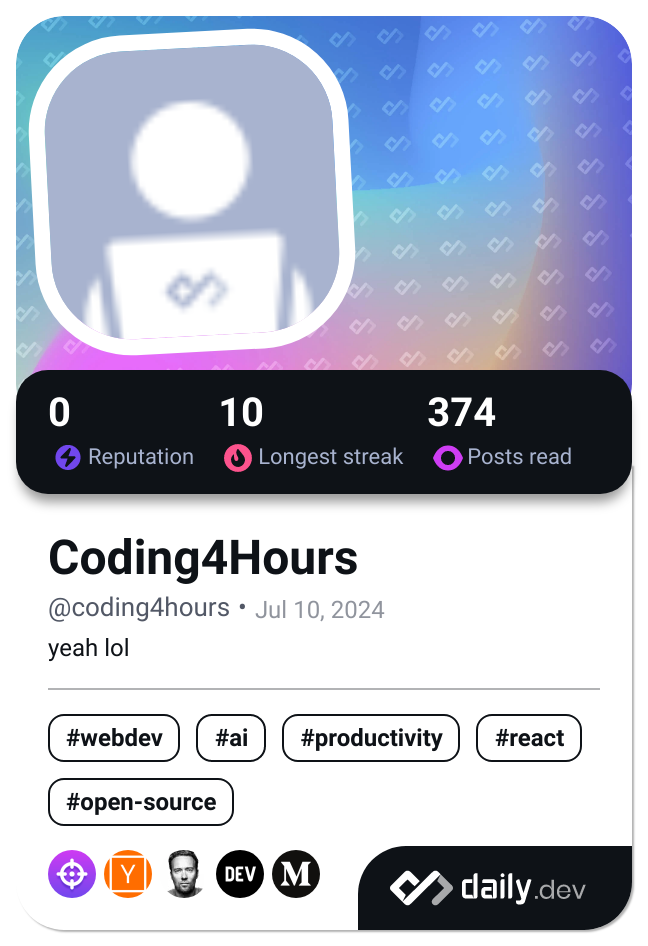 0 10 374
Reputation Longest streak Posts read
Coding4Hours
@coding4hours • Jul 10, 2024
yeah lol
#webdev #ai #productivity #react
#open-source
Y DEV M
daily.dev